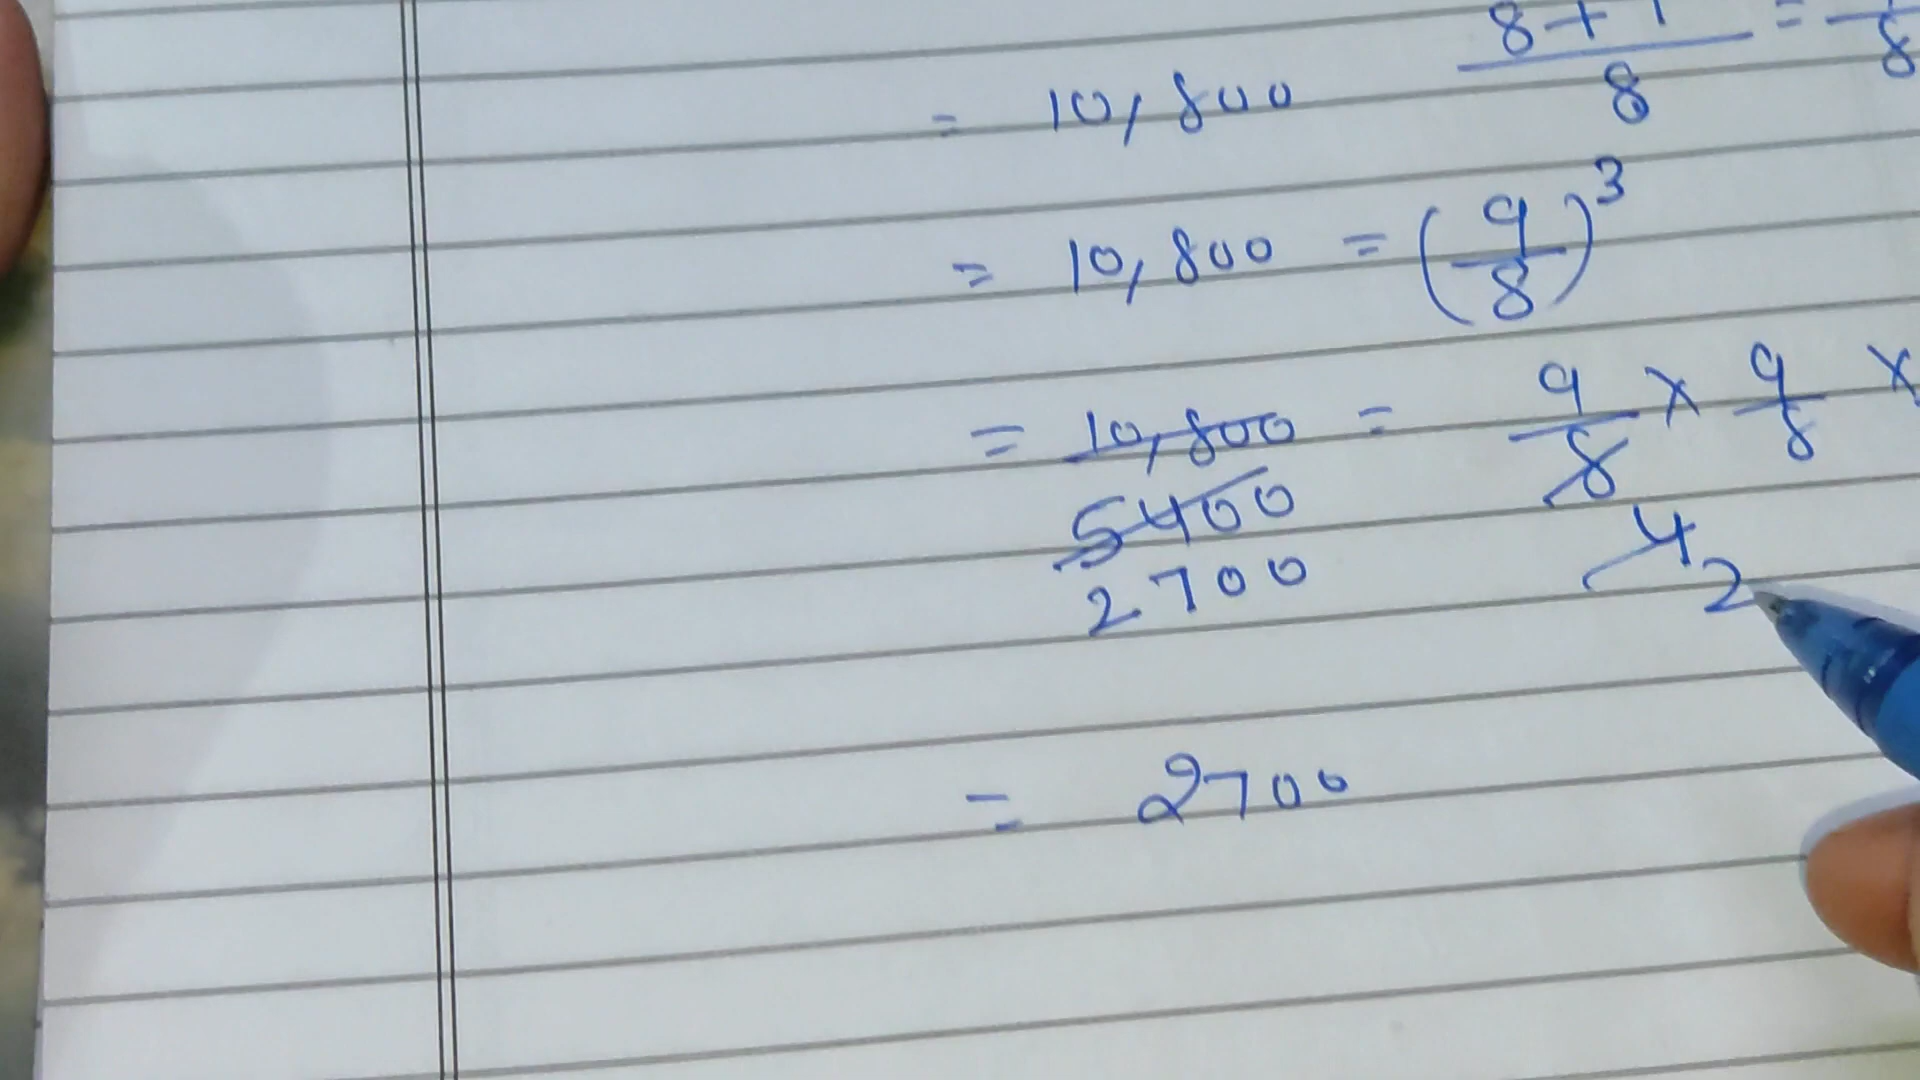 8+1/8 = /8
= 10,800
= 10,800 = (9/8)³
= 10,800 = 9/8 × 9/8 ×
5400
4
2700
2
= 2700